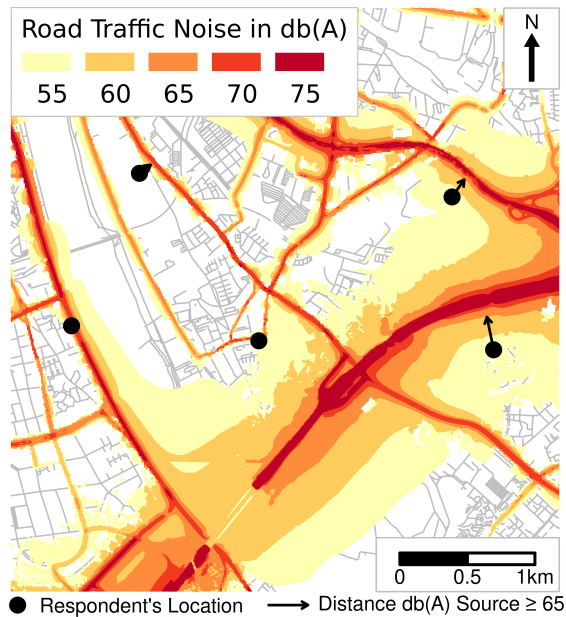 Road Traffic Noise in db(A)
55 60 65 70 75
N
0 0.5 1km
Respondent's Location Distance db(A) Source ≥ 65